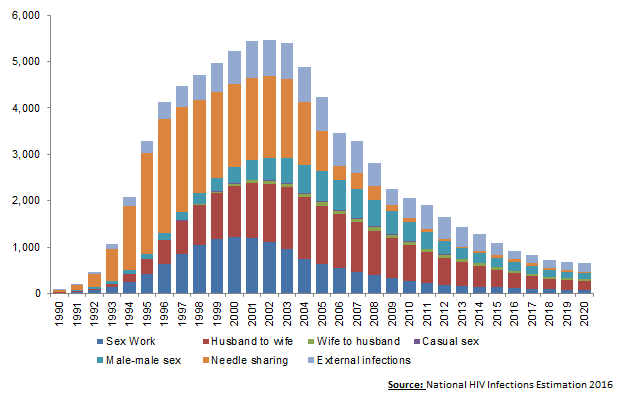 6,000
5,000
4,000
3,000
2,000
1,000
0
1990 1991 1992 1993 1994 1995 1996 1997 1998 1999 2000 2001 2002 2003 2004 2005 2006 2007 2008 2009 2010 2011 2012 2013 2014 2015 2016 2017 2018 2019 2020
Sex Work Husband to wife Wife to husband Casual sex
Male-male sex Needle sharing External infections
Source: National HIV Infections Estimation 2016